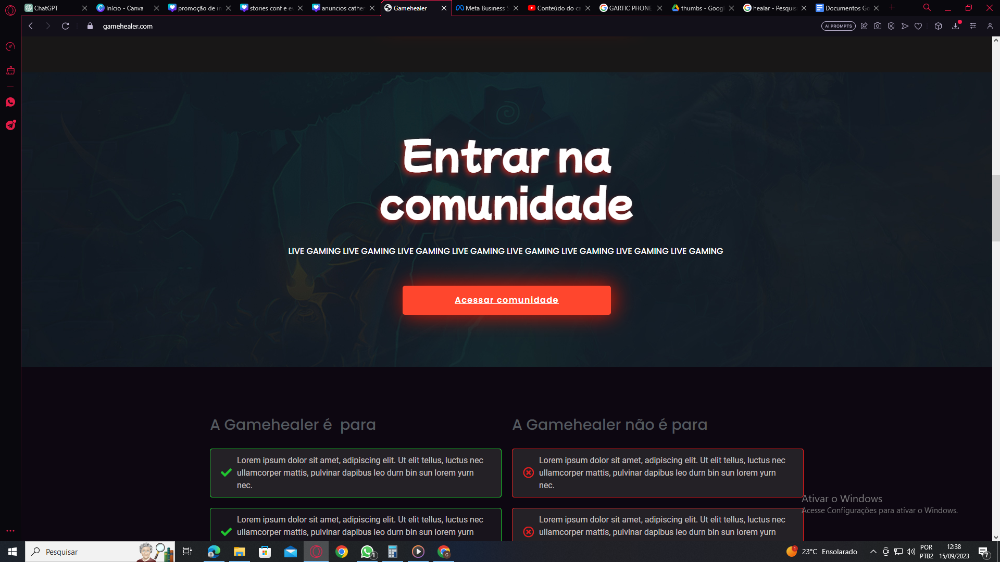 ChatGPT
Início - Canva
promoção de in
stories conf e ev
anuncios cather
Gamehealer
Meta Business S
Conteúdo do ca
GARTIC PHONE
thumbs - Googl
healar - Pesquis
Documentos Go
gamehealer.com
AI PROMPTS
Entrar na
comunidade
LIVE GAMING LIVE GAMING LIVE GAMING LIVE GAMING LIVE GAMING LIVE GAMING LIVE GAMING LIVE GAMING
Acessar comunidade
A Gamehealer é para
Lorem ipsum dolor sit amet, adipiscing elit. Ut elit tellus, luctus nec
ullamcorper mattis, pulvinar dapibus leo durn bin sun lorem yurn
nec.
Lorem ipsum dolor sit amet, adipiscing elit. Ut elit tellus, luctus nec
ullamcorper mattis, pulvinar dapibus leo durn bin sun lorem yurn
A Gamehealer não é para
Lorem ipsum dolor sit amet, adipiscing elit. Ut elit tellus, luctus nec
ullamcorper mattis, pulvinar dapibus leo durn bin sun lorem yurn
nec.
Lorem ipsum dolor sit amet, adipiscing elit. Ut elit tellus, luctus nec
ullamcorper mattis, pulvinar dapibus leo durn bin sun lorem yurn
Ativar o Windows
Acesse Configurações para ativar o Windows.
Pesquisar
1
G
1
23°C Ensolarado
POR
PTB2
12:38
15/09/2023
7